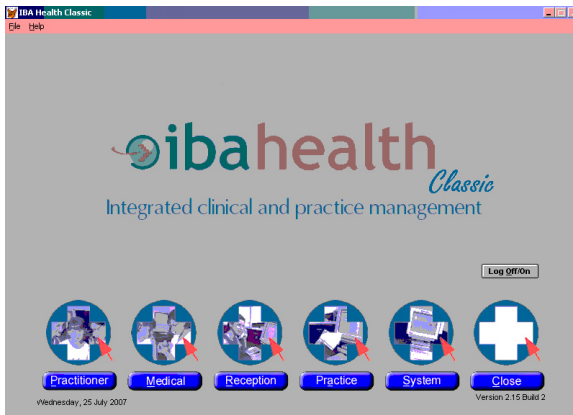 IBA Health Classic
File Help
ibahealth
Classic
Integrated clinical and practice management
Log Off/On
Practitioner Medical Reception Practice System Close
Wednesday, 25 July 2007 Version 2.15 Build 2